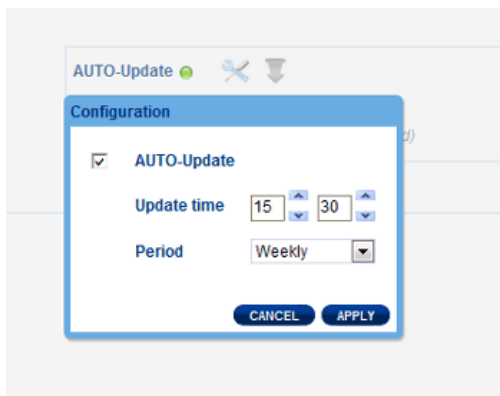 AUTO-Update
Configuration
d)
AUTO-Update
Update time 15 30
Period Weekly
CANCEL APPLY